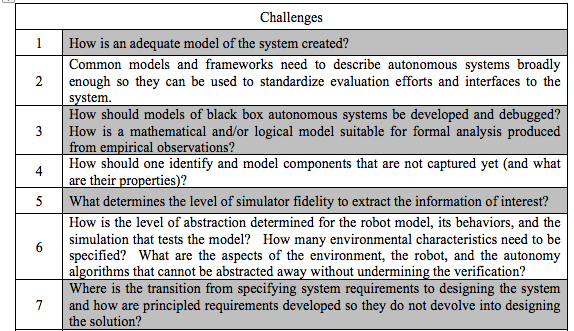 Challenges
1 How is an adequate model of the system created?
Common models and frameworks need to describe autonomous systems broadly
2 enough so they can be used to standardize evaluation efforts and interfaces to the
system.
How should models of black box autonomous systems be developed and debugged?
3 How is a mathematical and/or logical model suitable for formal analysis produced
from empirical observations?
4 How should one identify and model components that are not captured yet (and what
are their properties)?
5 What determines the level of simulator fidelity to extract the information of interest?
How is the level of abstraction determined for the robot model, its behaviors, and the
simulation that tests the model? How many environmental characteristics need to be
6 specified? What are the aspects of the environment, the robot, and the autonomy
algorithms that cannot be abstracted away without undermining the verification?
Where is the transition from specifying system requirements to designing the system
7 and how are principled requirements developed so they do not devolve into designing
the solution?